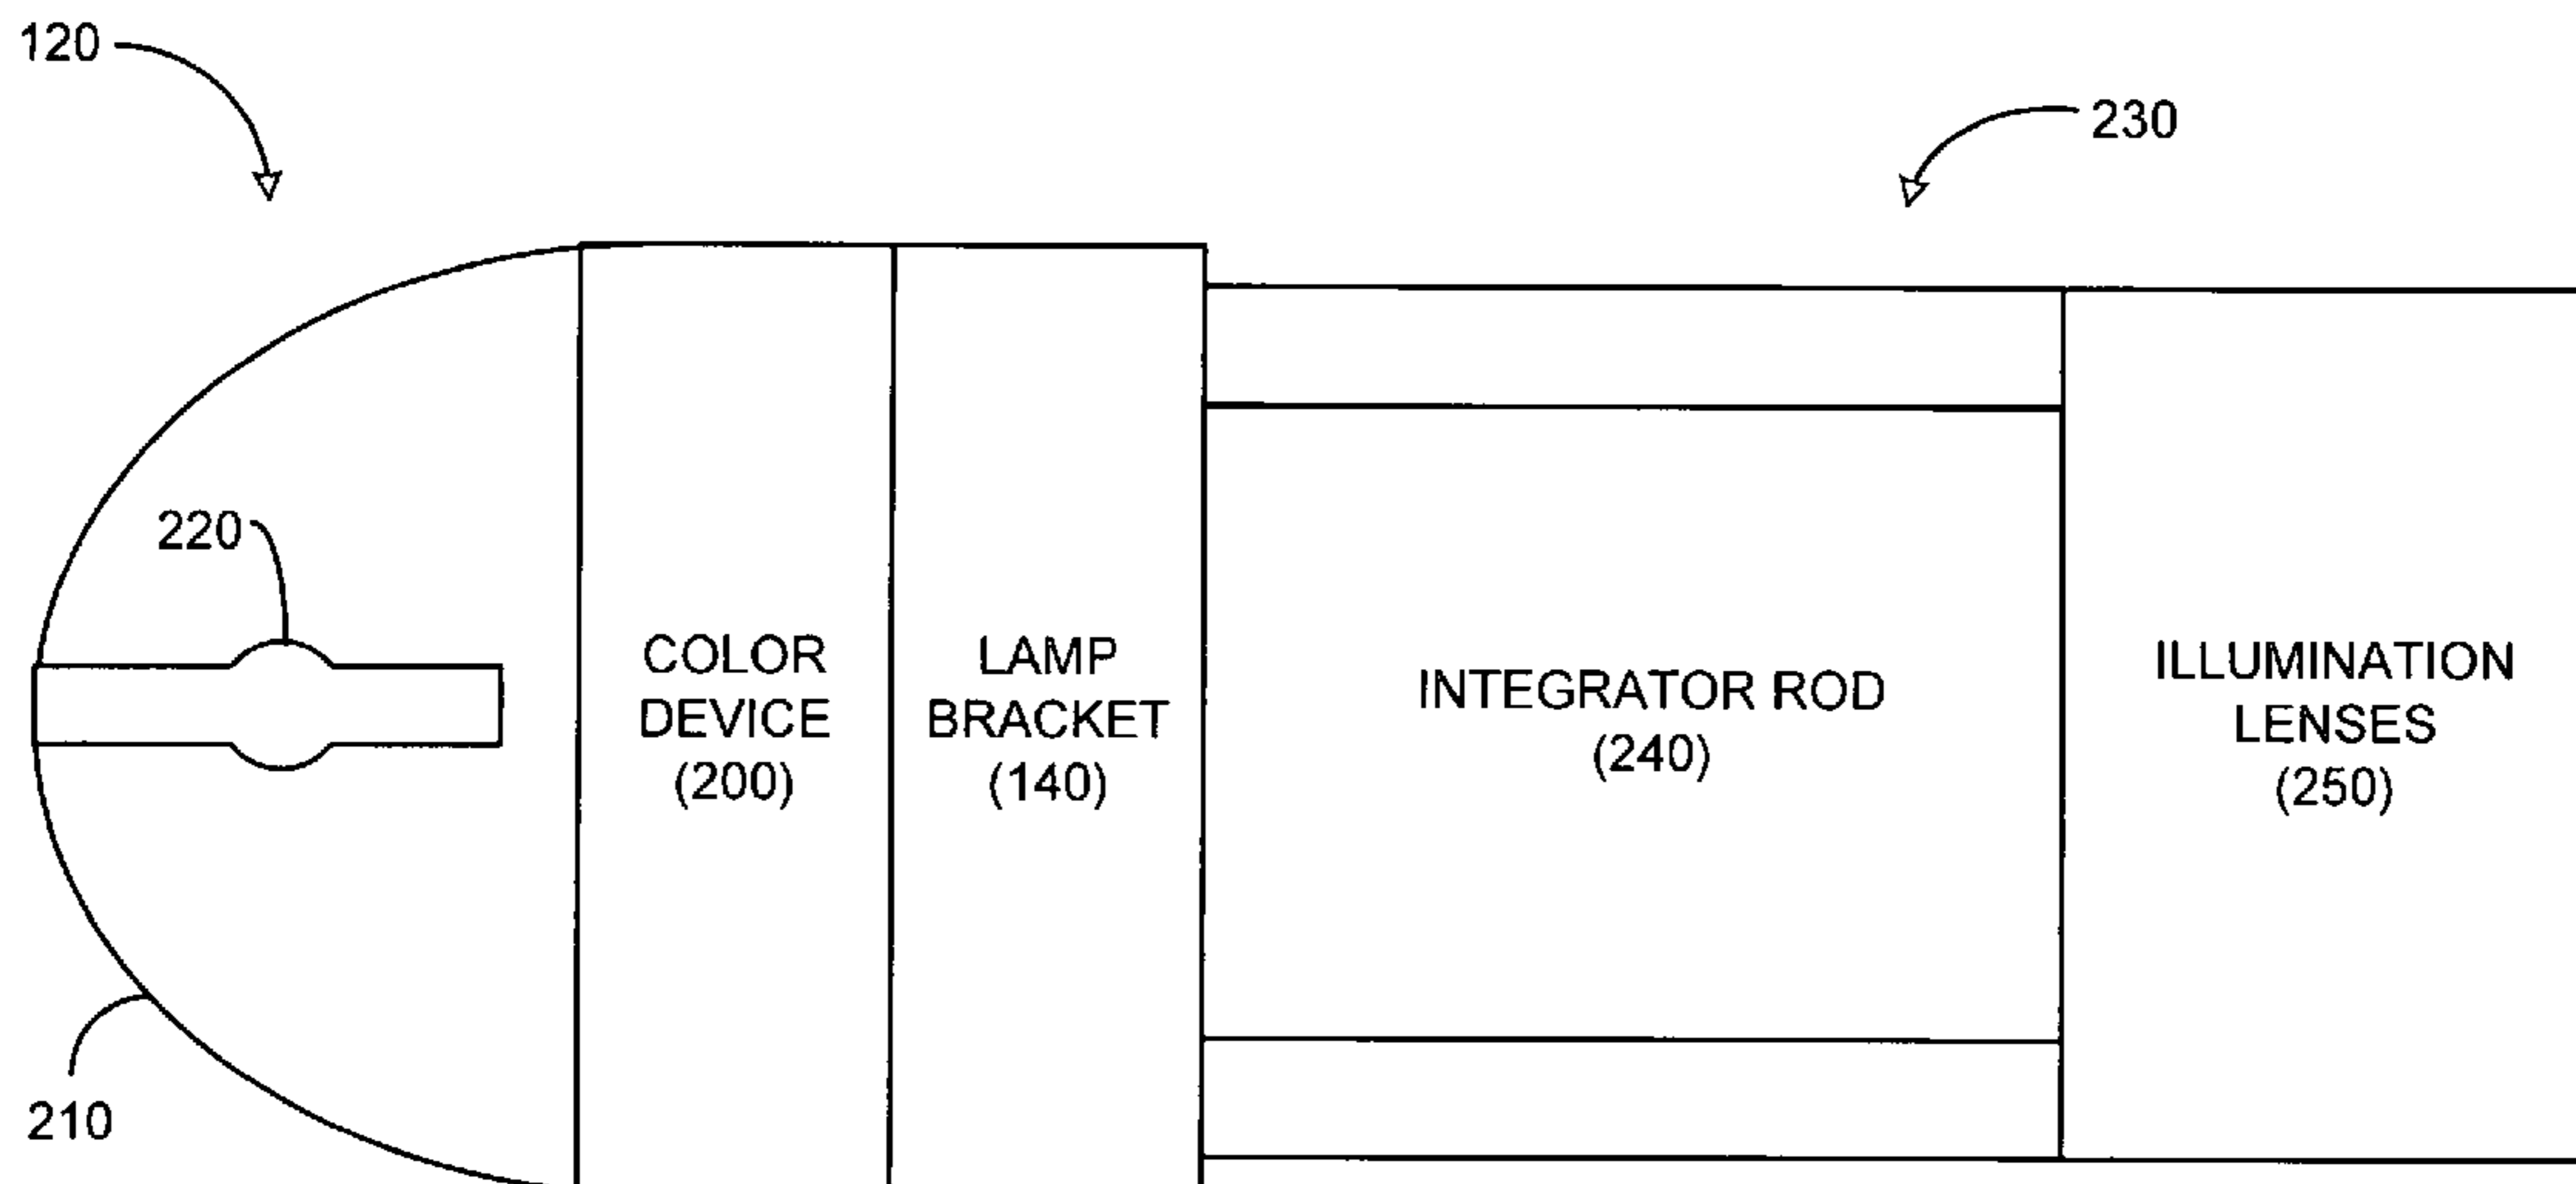 120
230
220
COLOR
DEVICE
(200)
LAMP
BRACKET
(140)
INTEGRATOR ROD
(240)
ILLUMINATION
LENSES
(250)
210